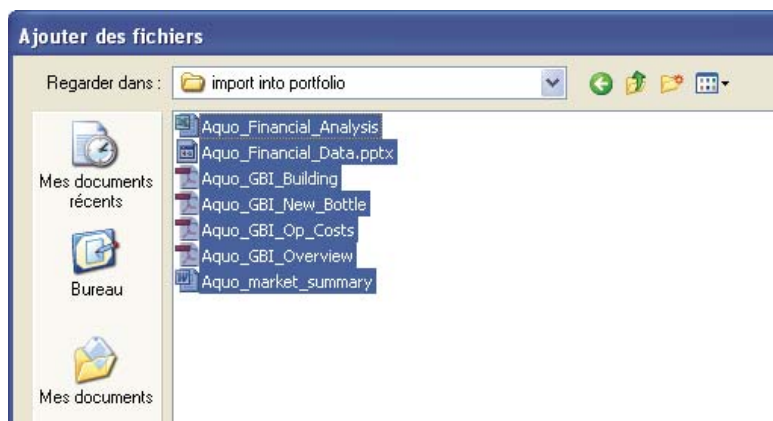 Ajouter des fichiers
Regarder dans :
import into portfolio
Aquo_Financial_Analysis
Aquo_Financial_Data.pptx
Aquo_GBI_Building
Aquo_GBI_New_Bottle
Aquo_GBI_Op_Costs
Aquo_GBI_Overview
Aquo_market_summary
Mes documents
récents
Bureau
Mes documents